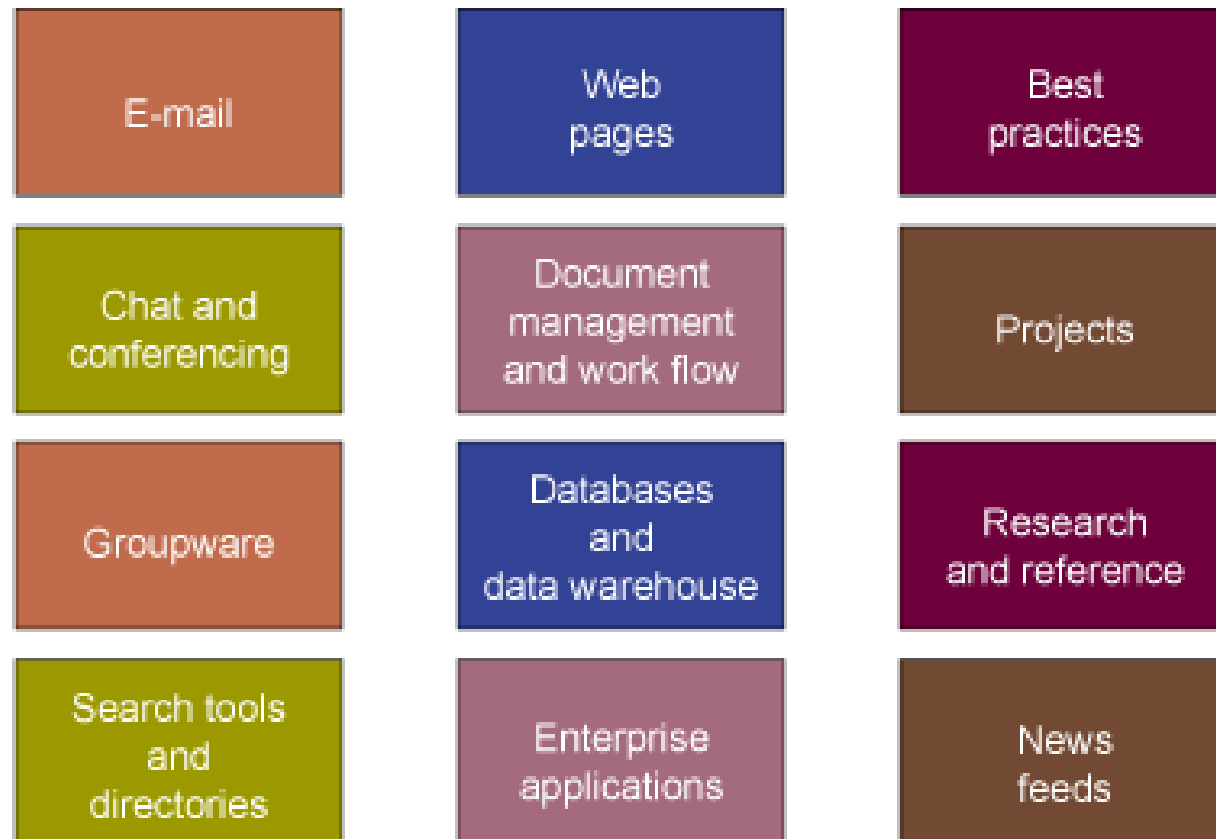 E-mail
Web
pages
Best
practices
Chat and
conferencing
Document
management
and work flow
Projects
Groupware
Databases
and
data warehouse
Research
and reference
Search tools
and
directories
Enterprise
applications
News
feeds